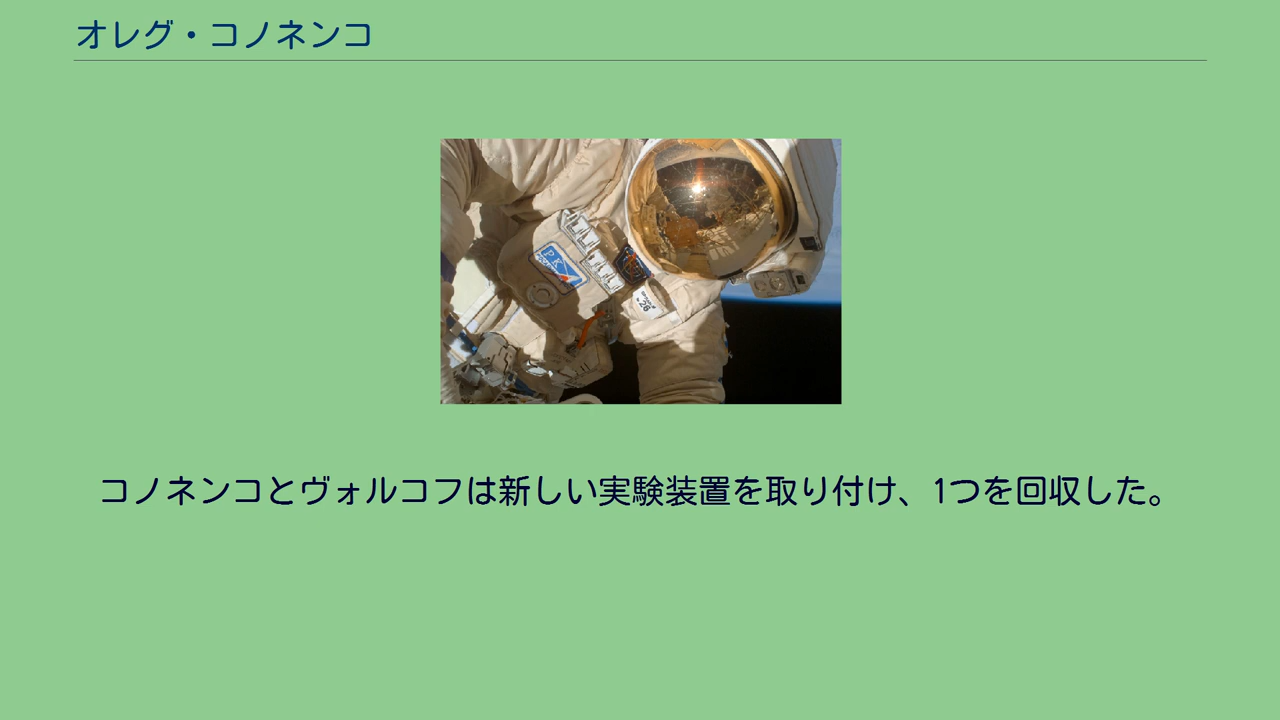 オレグ・コノネンコ
РК
26
コノネンコとヴォルコフは新しい実験装置を取り付け、1つを回収した。